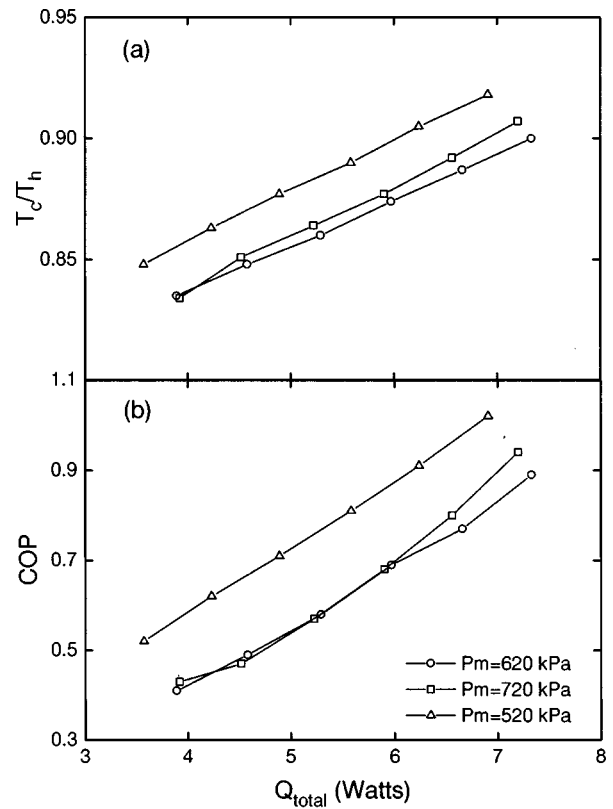 0.95
(a)
0.90
T_c/T_h
0.85
1.1
(b)
0.9
COP
0.7
0.5
Pm=620 kPa
Pm=720 kPa
Pm=520 kPa
0.3
3 4 5 6 7 8
Q_total (Watts)